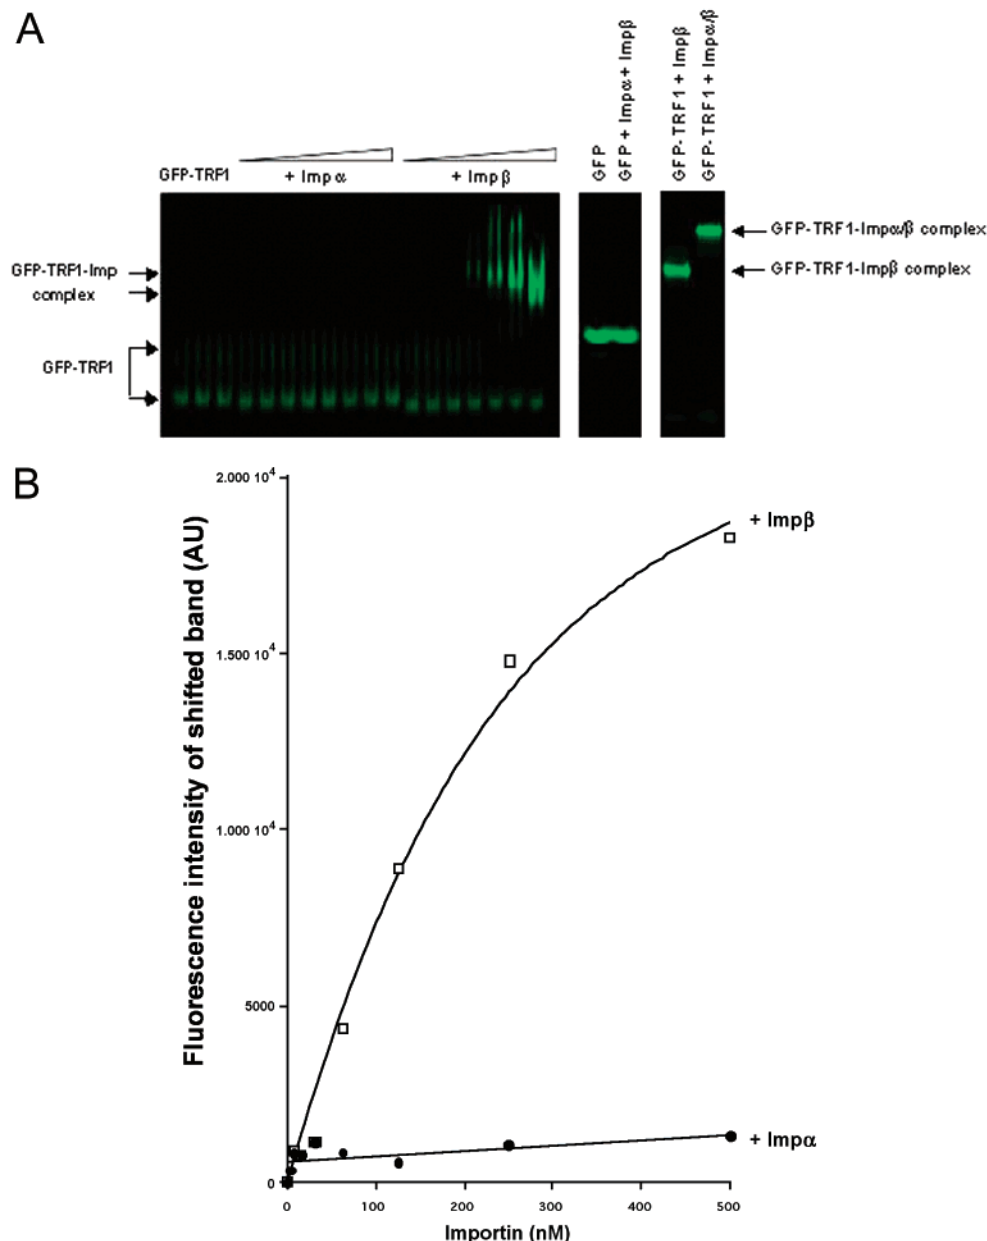 A
GFP
GFP + Impα + Impβ
GFP-TRF1 + Impβ
GFP-TRF1 + Impα/β
GFP-TRF1
+ Imp α
+ Imp β
GFP-TRF1-Imp
complex
GFP-TRF1
GFP-TRF1-Impα/β complex
GFP-TRF1-Impβ complex
B
Fluorescence intensity of shifted band (AU)
2.000 10⁴
1.500 10⁴
1.000 10⁴
5000
0
+ Impβ
+ Impα
0 100 200 300 400 500
Importin (nM)